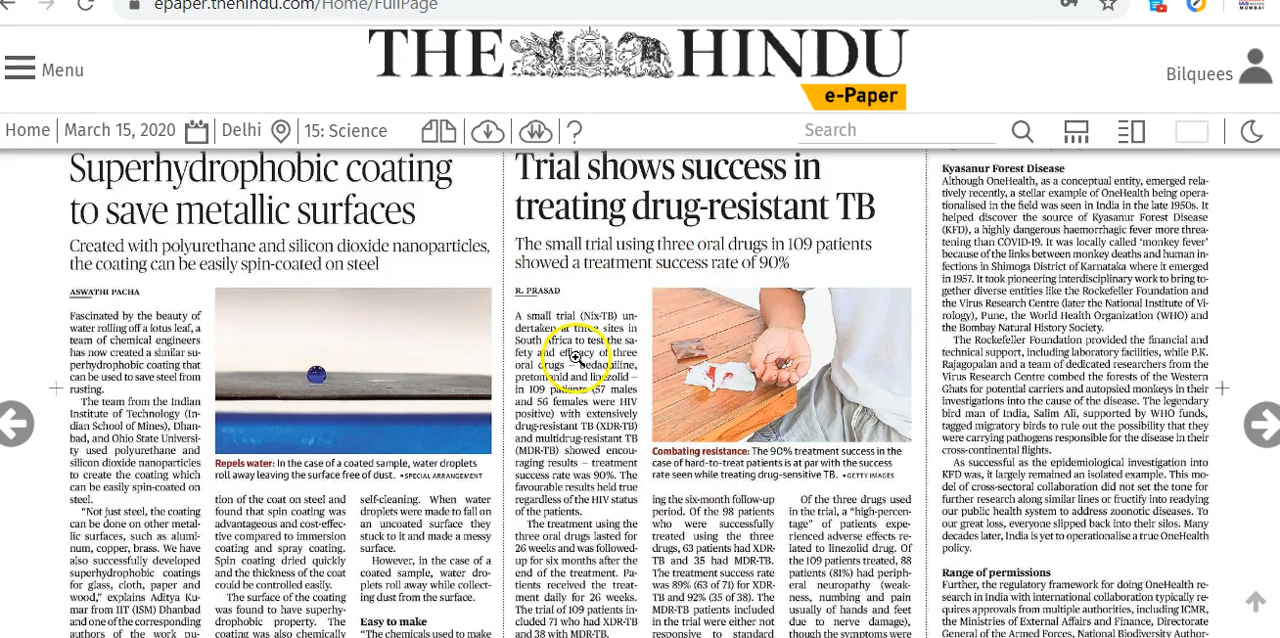 epaper.thehindu.com/Home/FullPage
Menu
THE HINDU
e-Paper
Bilquees
Home
March 15, 2020
Delhi
15: Science
?
Search
Superhydrophobic coating
to save metallic surfaces
Created with polyurethane and silicon dioxide nanoparticles,
the coating can be easily spin-coated on steel
ASWATHI PACHA
Fascinated by the beauty of
water rolling off a lotus leaf, a
team of chemical engineers
has now created a similar su-
perhydrophobic coating that
can be used to save steel from
rusting.
The team from the Indian
Institute of Technology (In-
dian School of Mines), Dhan-
bad, and Ohio State Universi-
ty used polyurethane and
silicon dioxide nanoparticles
to create the coating which
can be easily spin-coated on
steel.
"Not just steel, the coating
can be done on other metal-
lic surfaces, such as alumi-
num, copper, brass. We have
also successfully developed
superhydrophobic coatings
for glass, cloth, paper and
wood," explains Aditya Ku-
mar from IIT (ISM) Dhanbad
and one of the corresponding
authors of the work pu-
Repels water: In the case of a coated sample, water droplets
roll away leaving the surface free of dust. •SPECIAL ARRANGEMENT
tion of the coat on steel and
found that spin coating was
advantageous and cost-effec-
tive compared to immersion
coating and spray coating.
Spin coating dried quickly
and the thickness of the coat
could be controlled easily.
The surface of the coating
was found to have superhy-
drophobic property. The
coating was also chemically
self-cleaning. When water
droplets were made to fall on
an uncoated surface they
stuck to it and made a messy
surface.
However, in the case of a
coated sample, water dro-
plets roll away while collect-
ing dust from the surface.
Easy to make
"The chemicals used to make
Trial shows success in
treating drug-resistant TB
The small trial using three oral drugs in 109 patients
showed a treatment success rate of 90%
R. PRASAD
A small trial (Nix-TB) un-
dertaken at three sites in
South Africa to test the sa-
fety and efficacy of three
oral drugs – bedaquiline,
pretomanid and linezolid –
in 109 patients (57 males
and 56 females were HIV
positive) with extensively
drug-resistant TB (XDR-TB)
and multidrug-resistant TB
(MDR-TB) showed encou-
raging results – treatment
success rate was 90%. The
favourable results held true
regardless of the HIV status
of the patients.
The treatment using the
three oral drugs lasted for
26 weeks and was followed-
up for six months after the
end of the treatment. Pa-
tients received the treat-
ment daily for 26 weeks.
The trial of 109 patients in-
cluded 71 who had XDR-TB
and 38 with MDR-TB.
Combating resistance: The 90% treatment success in the
case of hard-to-treat patients is at par with the success
rate seen while treating drug-sensitive TB. •GETTY IMAGES
ing the six-month follow-up
period. Of the 98 patients
who were successfully
treated using the three
drugs, 63 patients had XDR-
TB and 35 had MDR-TB.
The treatment success rate
was 89% (63 of 71) for XDR-
TB and 92% (35 of 38). The
MDR-TB patients included
in the trial were either not
responsive to standard
Of the three drugs used
in the trial, a "high-percen-
tage" of patients expe-
rienced adverse effects re-
lated to linezolid drug. Of
the 109 patients treated, 88
patients (81%) had periph-
eral neuropathy (weak-
ness, numbing and pain
usually of hands and feet
due to nerve damage),
though the symptoms were
Kyasanur Forest Disease
Although OneHealth, as a conceptual entity, emerged rela-
tively recently, a stellar example of OneHealth being opera-
tionalised in the field was seen in India in the late 1950s. It
helped discover the source of Kyasanur Forest Disease
(KFD), a highly dangerous haemorrhagic fever more threa-
tening than COVID-19. It was locally called 'monkey fever'
because of the links between monkey deaths and human in-
fections in Shimoga District of Karnataka where it emerged
in 1957. It took pioneering interdisciplinary work to bring to-
gether diverse entities like the Rockefeller Foundation and
the Virus Research Centre (later the National Institute of Vi-
rology), Pune, the World Health Organization (WHO) and
the Bombay Natural History Society.
The Rockefeller Foundation provided the financial and
technical support, including laboratory facilities, while P.K.
Rajagopalan and a team of dedicated researchers from the
Virus Research Centre combed the forests of the Western
Ghats for potential carriers and autopsied monkeys in their
investigations into the cause of the disease. The legendary
bird man of India, Salim Ali, supported by WHO funds,
tagged migratory birds to rule out the possibility that they
were carrying pathogens responsible for the disease in their
cross-continental flights.
As successful as the epidemiological investigation into
KFD was, it largely remained an isolated example. This mo-
del of cross-sectoral collaboration did not set the tone for
further research along similar lines or fructify into readying
our public health system to address zoonotic diseases. To
our great loss, everyone slipped back into their silos. Many
decades later, India is yet to operationalise a true OneHealth
policy.
Range of permissions
Further, the regulatory framework for doing OneHealth re-
search in India with international collaboration typically re-
quires approvals from multiple authorities, including ICMR,
the Ministries of External Affairs and Finance, Directorate
General of the Armed Forces, National Biodiversity Author-